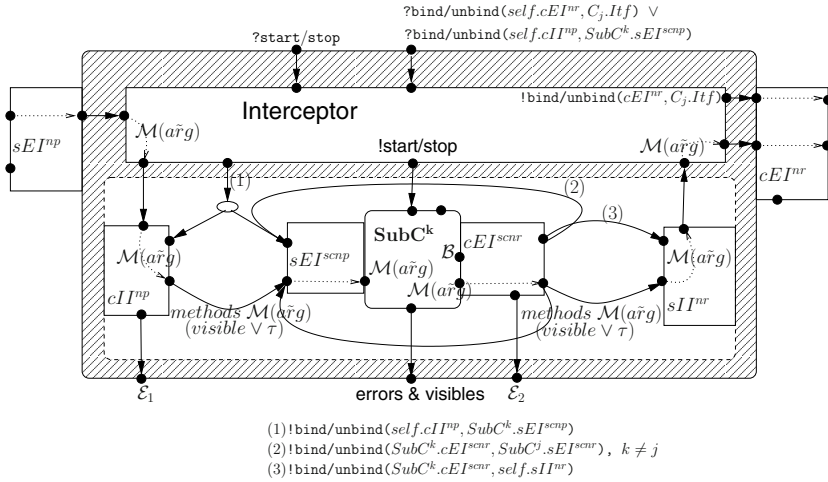 ?bind/unbind(self.cEI^{nr}, C_j.Itf) ∨
?start/stop
?bind/unbind(self.cII^{np}, SubC^k.sEI^{scnp})
!bind/unbind(cEI^{nr}, C_j.Itf)
Interceptor
M(ãrg)
sEI^{np}
!start/stop
M(ãrg)
cEI^{nr}
(1)
(2)
(3)
SubC^k
cEI^{scnr}
sEI^{scnp}
B
M(ãrg)
M(ãrg)
M(ãrg)
M(ãrg)
cII^{np}
sII^{nr}
methods M(ãrg)
(visible ∨ τ)
methods M(ãrg)
(visible ∨ τ)
ℰ_1
errors & visibles
ℰ_2
(1)!bind/unbind(self.cII^{np}, SubC^k.sEI^{scnp})
(2)!bind/unbind(SubC^k.cEI^{scnr}, SubC^j.sEI^{scnr}), k ≠ j
(3)!bind/unbind(SubC^k.cEI^{scnr}, self.sII^{nr})